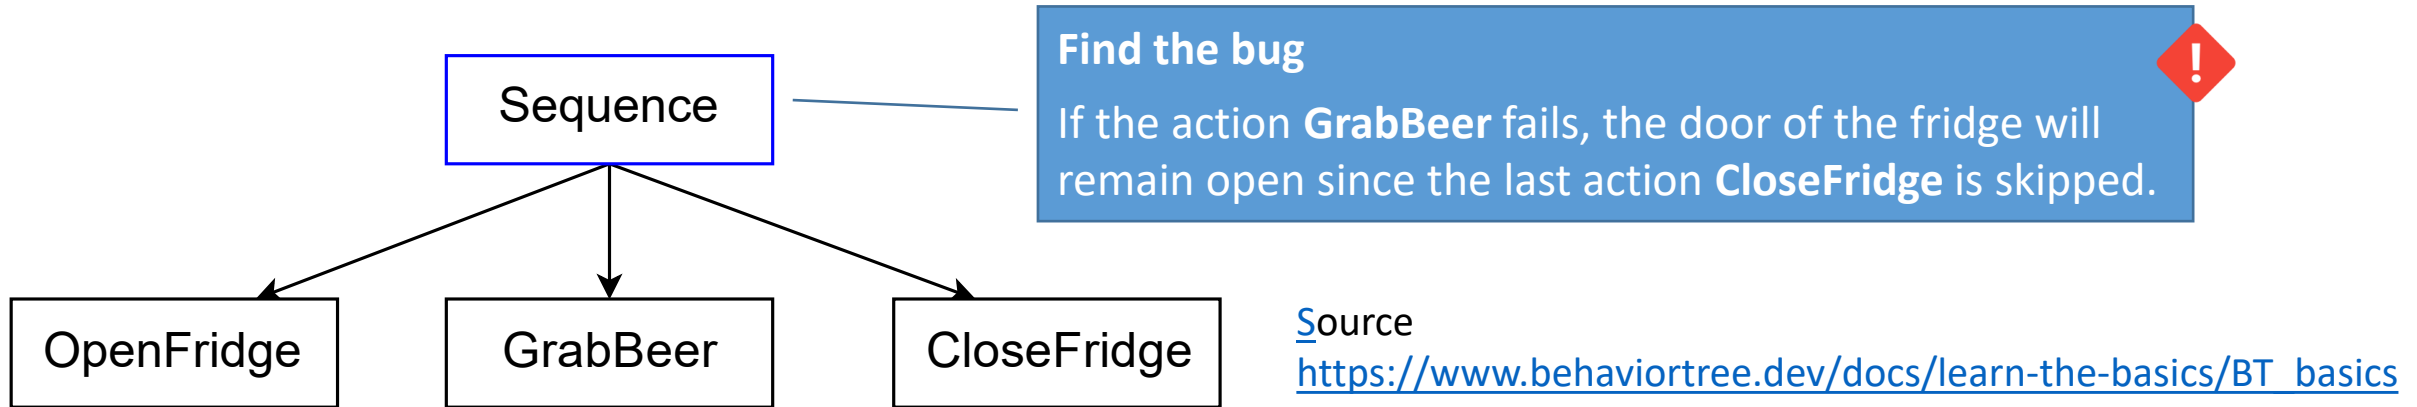 Sequence
Find the bug
!
If the action GrabBeer fails, the door of the fridge will
remain open since the last action CloseFridge is skipped.
OpenFridge
GrabBeer
CloseFridge
Source
https://www.behaviortree.dev/docs/learn-the-basics/BT_basics